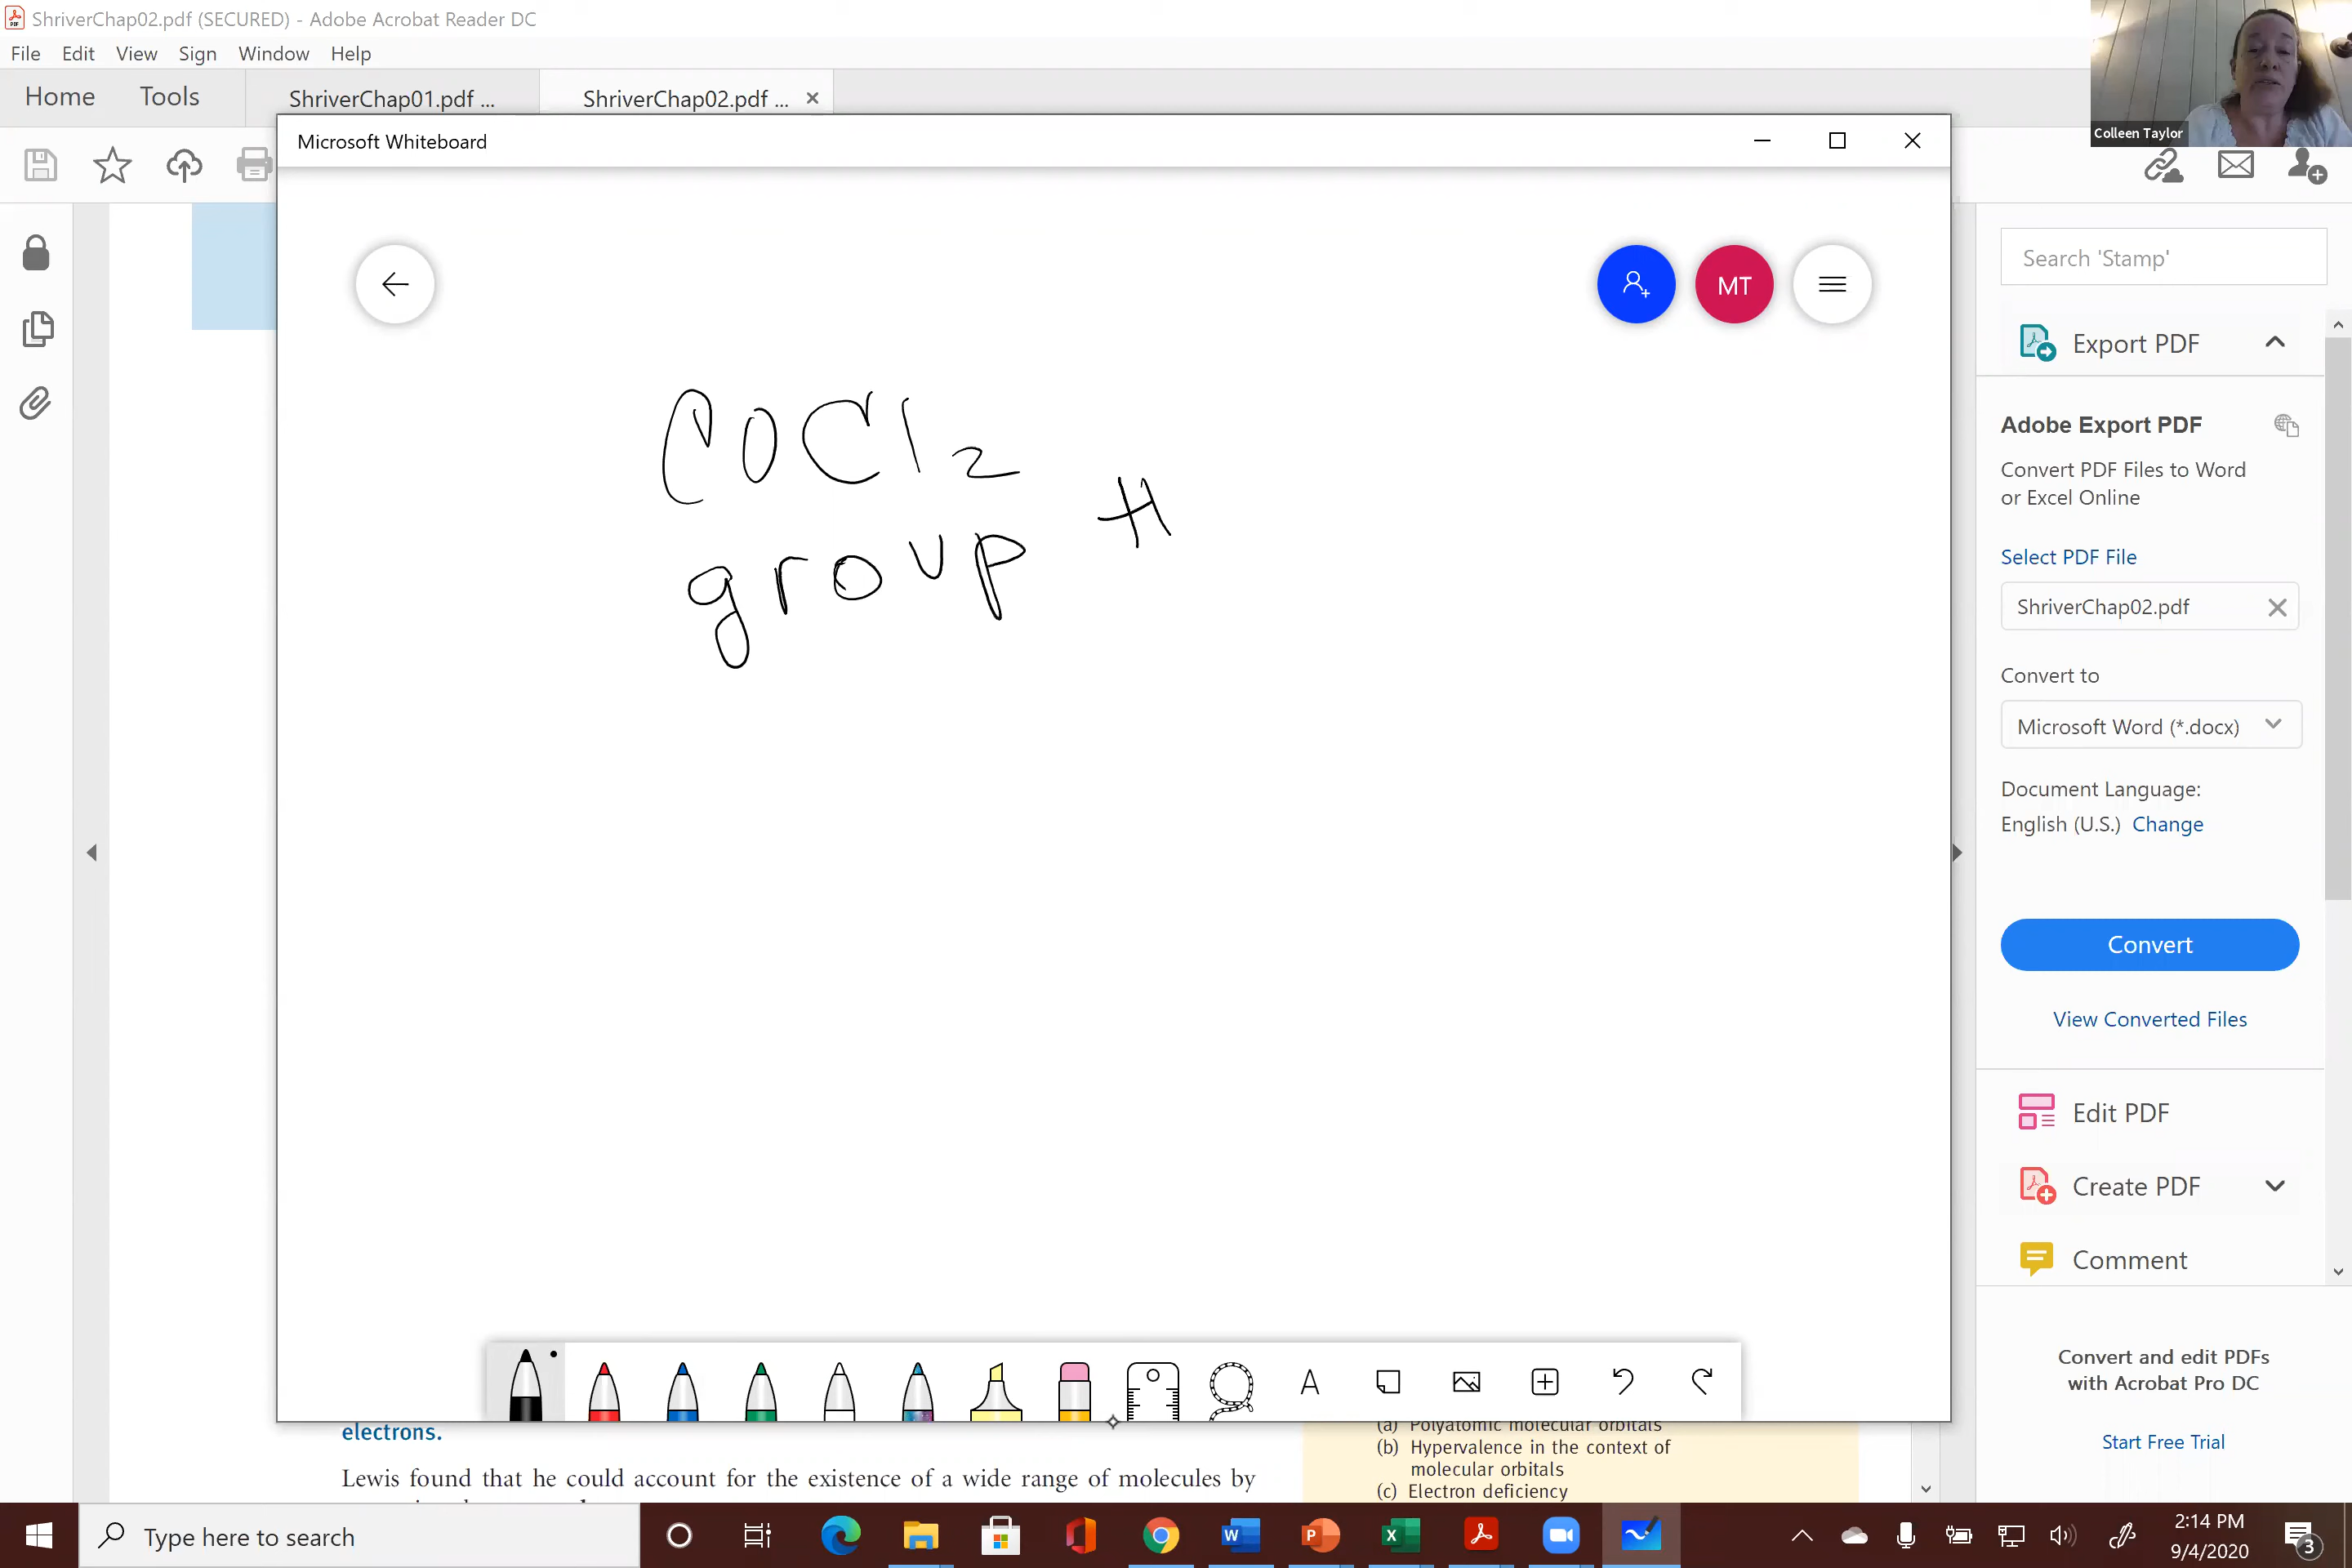 ShriverChap02.pdf (SECURED) - Adobe Acrobat Reader DC
File Edit View Sign Window Help
Home Tools ShriverChap01.pdf ... ShriverChap02.pdf ...
Colleen Taylor
Microsoft Whiteboard
MT
COCl2
group #
Search 'Stamp'
Export PDF
Adobe Export PDF
Convert PDF Files to Word
or Excel Online
Select PDF File
ShriverChap02.pdf
Convert to
Microsoft Word (*.docx)
Document Language:
English (U.S.) Change
Convert
View Converted Files
Edit PDF
Create PDF
Comment
Convert and edit PDFs
with Acrobat Pro DC
Start Free Trial
A
electrons.
Lewis found that he could account for the existence of a wide range of molecules by
(a) Polyatomic molecular orbitals
(b) Hypervalence in the context of
molecular orbitals
(c) Electron deficiency
Type here to search
2:14 PM
9/4/2020
3